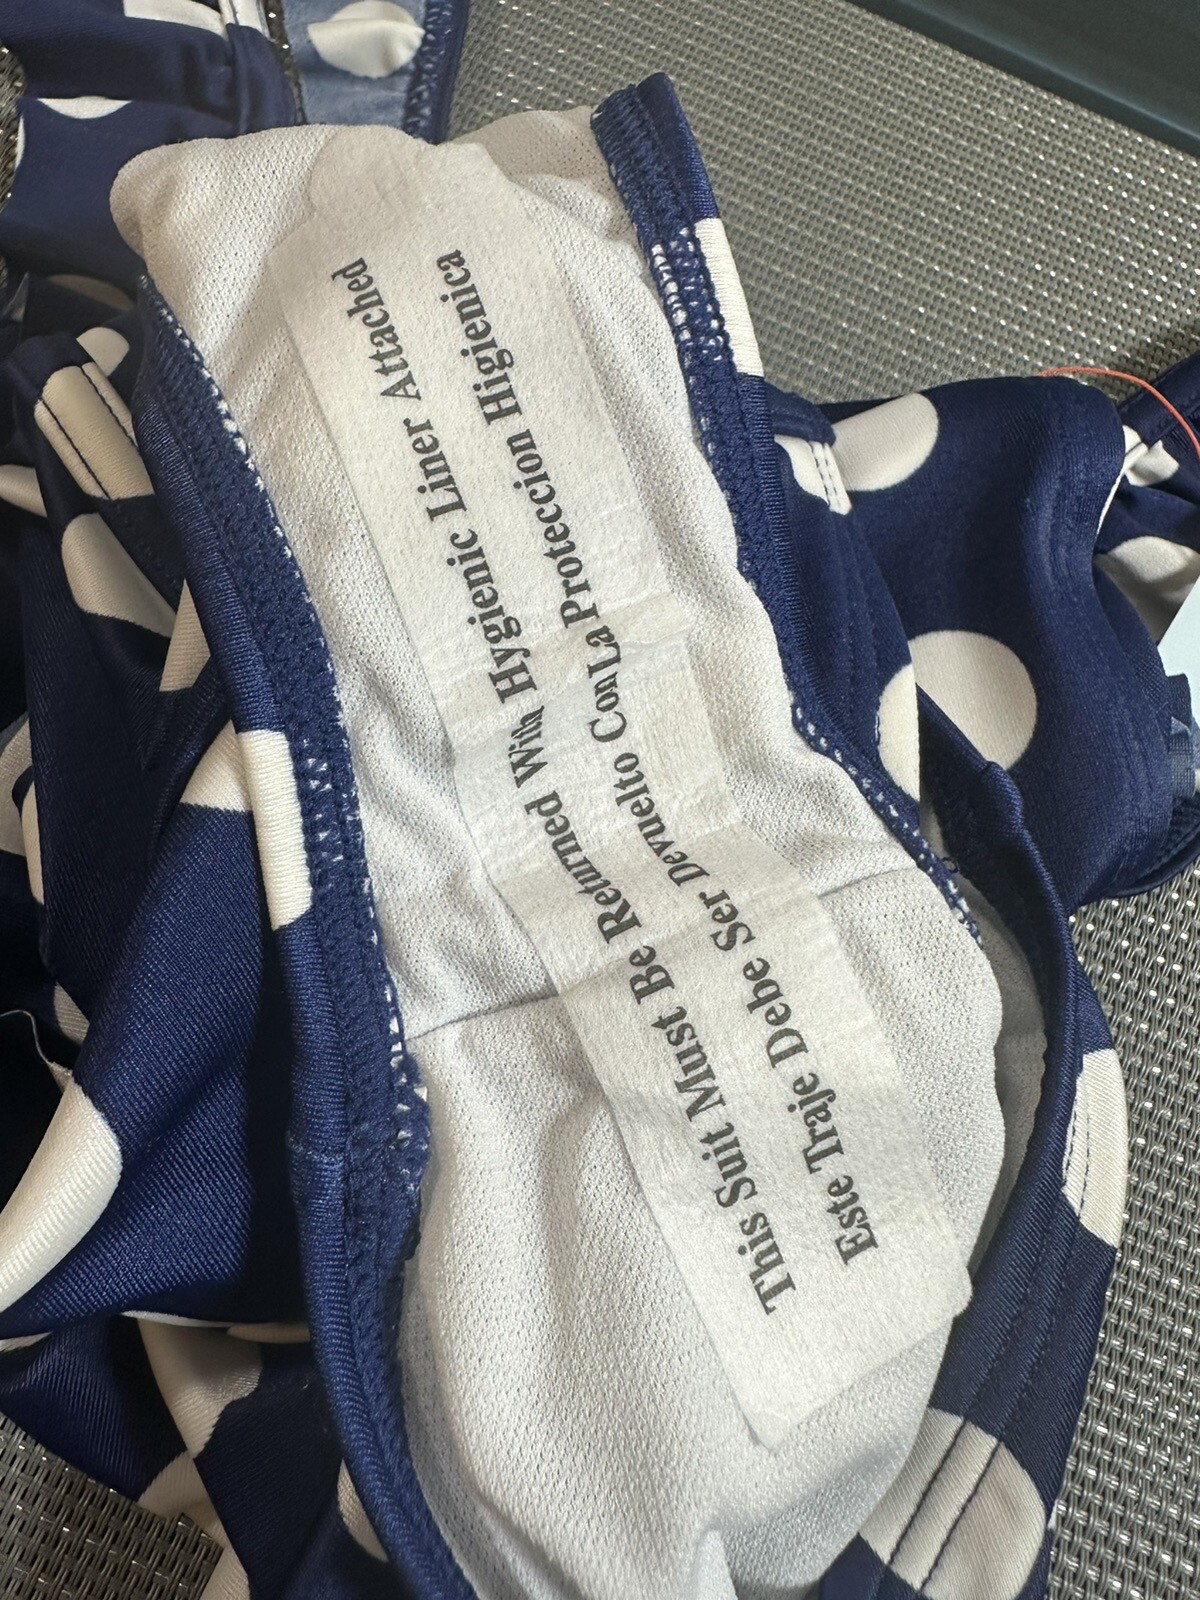 This Suit Must Be Returned With Hygienic Liner Attached
Este Traje Debe Ser Devuelto Con La Proteccion Higienica